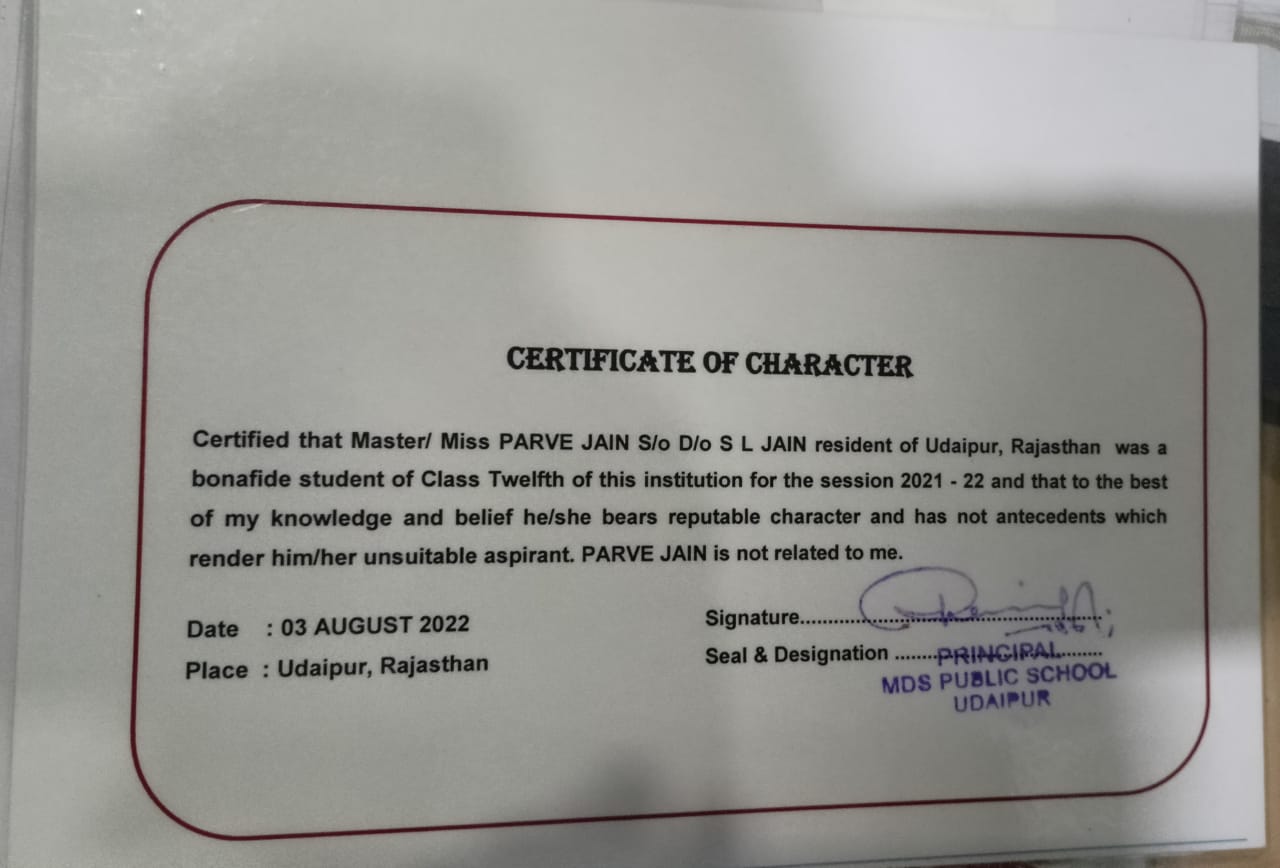 CERTIFICATE OF CHARACTER
Certified that Master/ Miss PARVE JAIN S/o D/o S L JAIN resident of Udaipur, Rajasthan was a
bonafide student of Class Twelfth of this institution for the session 2021 - 22 and that to the best
of my knowledge and belief he/she bears reputable character and has not antecedents which
render him/her unsuitable aspirant. PARVE JAIN is not related to me.
Date : 03 AUGUST 2022
Signature......................................................
Place : Udaipur, Rajasthan
Seal & Designation ........PRINCIPAL........
MDS PUBLIC SCHOOL
UDAIPUR